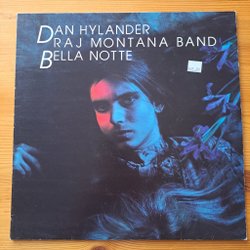 DAN HYLANDER
RAJ MONTANA BAND
BELLA NOTTE